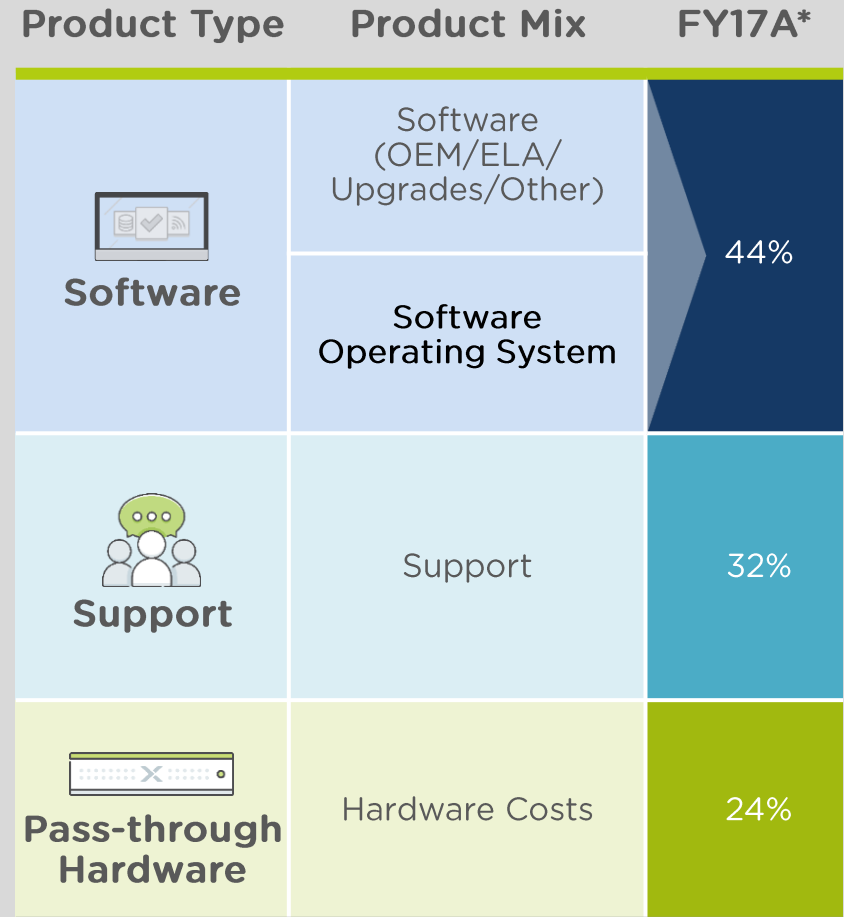 Product Type
Product Mix
FY17A*
Software
Software
(OEM/ELA/
Upgrades/Other)
Software
Operating System
44%
Support
Support
32%
Pass-through
Hardware
Hardware Costs
24%